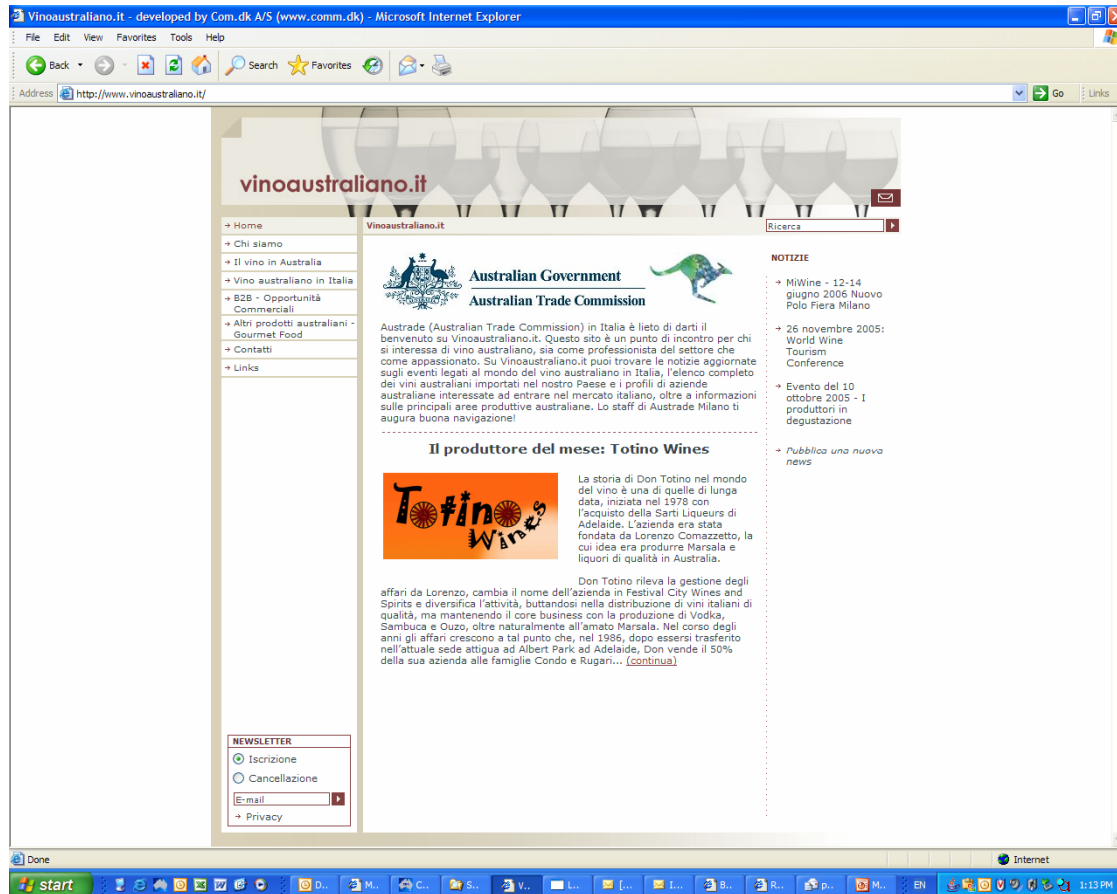 Vinoaustraliano.it - developed by Com.dk A/S (www.comm.dk) - Microsoft Internet Explorer
File Edit View Favorites Tools Help
Back Search Favorites
Address http://www.vinoaustraliano.it/ Go Links
vinoaustraliano.it
→ Home
→ Chi siamo
→ Il vino in Australia
→ Vino australiano in Italia
→ B2B - Opportunità
Commerciali
→ Altri prodotti australiani -
Gourmet Food
→ Contatti
→ Links
NEWSLETTER
Iscrizione
Cancellazione
E-mail
→ Privacy
Vinoaustraliano.it
Australian Government
Australian Trade Commission
Austrade (Australian Trade Commission) in Italia è lieto di darti il
benvenuto su Vinoaustraliano.it. Questo sito è un punto di incontro per chi
si interessa di vino australiano, sia come professionista del settore che
come appassionato. Su Vinoaustraliano.it puoi trovare le notizie aggiornate
sugli eventi legati al mondo del vino australiano in Italia, l'elenco completo
dei vini australiani importati nel nostro Paese e i profili di aziende
australiane interessate ad entrare nel mercato italiano, oltre a informazioni
sulle principali aree produttive australiane. Lo staff di Austrade Milano ti
augura buona navigazione!
Il produttore del mese: Totino Wines
Totino
Wines
La storia di Don Totino nel mondo
del vino è una di quelle di lunga
data, iniziata nel 1978 con
l'acquisto della Sarti Liqueurs di
Adelaide. L'azienda era stata
fondata da Lorenzo Comazzetto, la
cui idea era produrre Marsala e
liquori di qualità in Australia.
Don Totino rileva la gestione degli
affari da Lorenzo, cambia il nome dell'azienda in Festival City Wines and
Spirits e diversifica l'attività, buttandosi nella distribuzione di vini italiani di
qualità, ma mantenendo il core business con la produzione di Vodka,
Sambuca e Ouzo, oltre naturalmente all'amato Marsala. Nel corso degli
anni gli affari crescono a tal punto che, nel 1986, dopo essersi trasferito
nell'attuale sede attigua ad Albert Park ad Adelaide, Don vende il 50%
della sua azienda alle famiglie Condo e Rugari... (continua)
Ricerca
NOTIZIE
→ MiWine - 12-14
giugno 2006 Nuovo
Polo Fiera Milano
→ 26 novembre 2005:
World Wine
Tourism
Conference
→ Evento del 10
ottobre 2005 - I
produttori in
degustazione
→ Pubblica una nuova
news
Done Internet
start D.. M.. C.. S.. V.. L.. [.. I... B.. R.. p.. M.. EN 1:13 PM